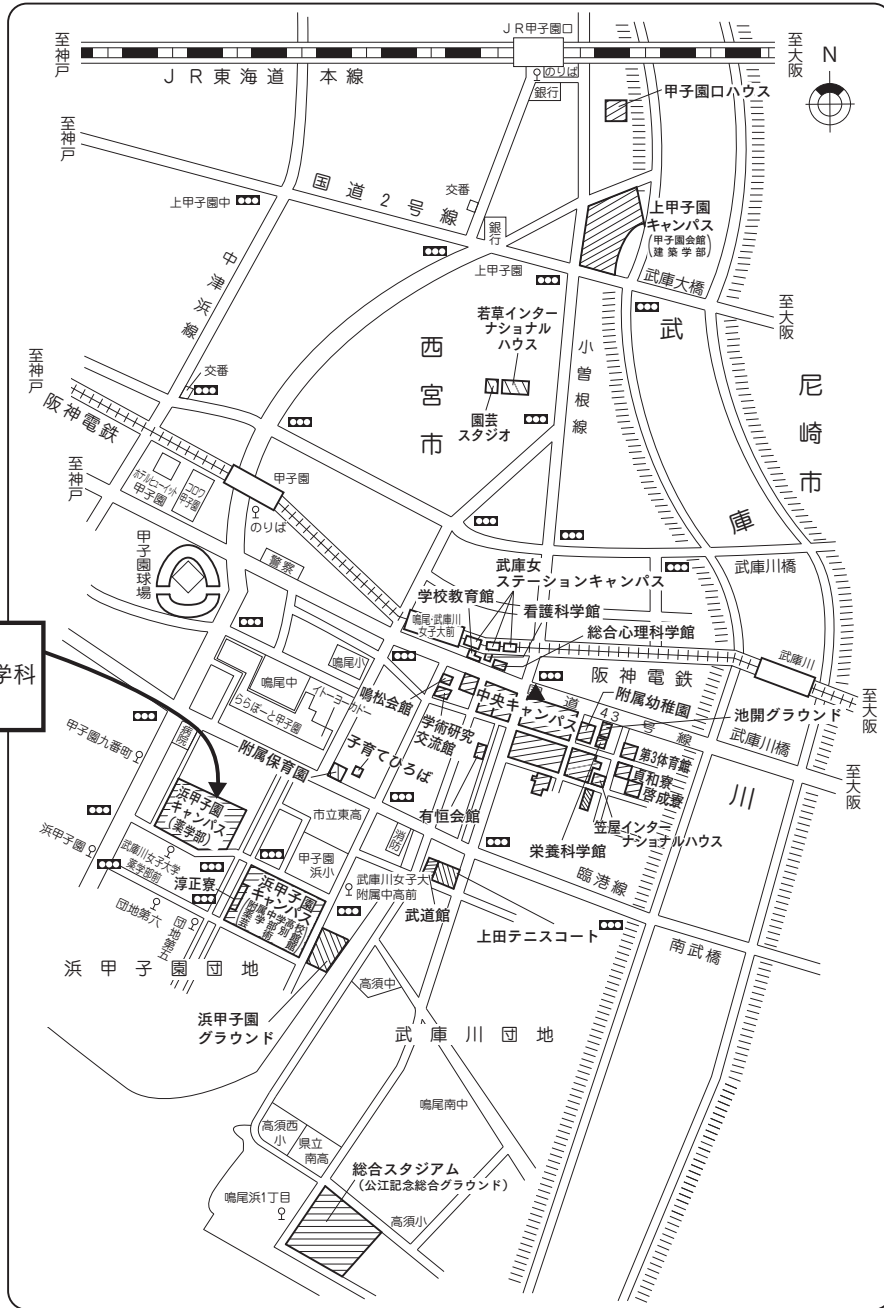 JR甲子園口
至神戸
至大阪
N
のりば
銀行
JR東海道本線
甲子園口ハウス
至神戸
国道2号線
交番
上甲子園中
銀行
上甲子園
キャンパス
(甲子園会館
建築学部)
上甲子園
武庫大橋
中津浜線
至大阪
若草インター
ナショナル
ハウス
西宮市
小曽根線
武庫川
尼崎市
至神戸
交番
園芸
スタジオ
阪神電鉄
至神戸
ホテルヒューイット
甲子園
コロワ
甲子園
甲子園
のりば
甲子園球場
警察
武庫女
ステーションキャンパス
武庫川橋
学校教育館
看護科学館
鳴尾・武庫川
女子大前
総合心理科学館
武庫川
学科
鳴尾小
阪神電鉄
鳴尾中
イトーヨーカドー
ららぽーと甲子園
鳴松会館
中央キャンパス
国道43号線
附属幼稚園
池開グラウンド
至大阪
学術研究
交流館
武庫川橋
甲子園九番町
病院
附属保育園
子育てひろば
第3体育館
貞和寮
啓成寮
至大阪
浜甲子園
キャンパス
(薬学部)
市立東高
有恒会館
笠屋インター
ナショナルハウス
栄養科学館
浜甲子園
武庫川女子大学
薬学部前
甲子園
浜小
消防
臨港線
淳正寮
浜甲子園
キャンパス
武庫川女子大
附属中高前
武道館
団地第六
団地第五
上田テニスコート
南武橋
浜甲子園団地
高須中
浜甲子園
グラウンド
武庫川団地
鳴尾南中
高須西
小
県立
南高
総合スタジアム
(公江記念総合グラウンド)
鳴尾浜1丁目
高須小